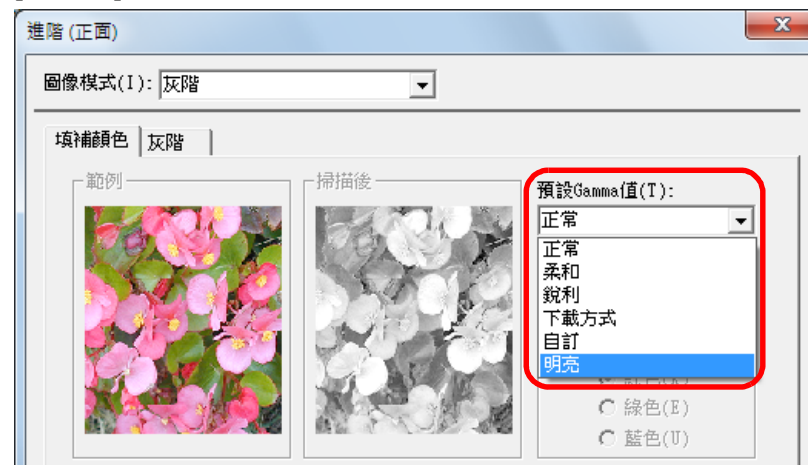 進階 (正面)
圖像模式(I): 灰階
填補顏色 灰階
範例
掃描後
預設Gamma值(T):
正常
正常
柔和
銳利
下載方式
自訂
明亮
綠色(E)
藍色(U)